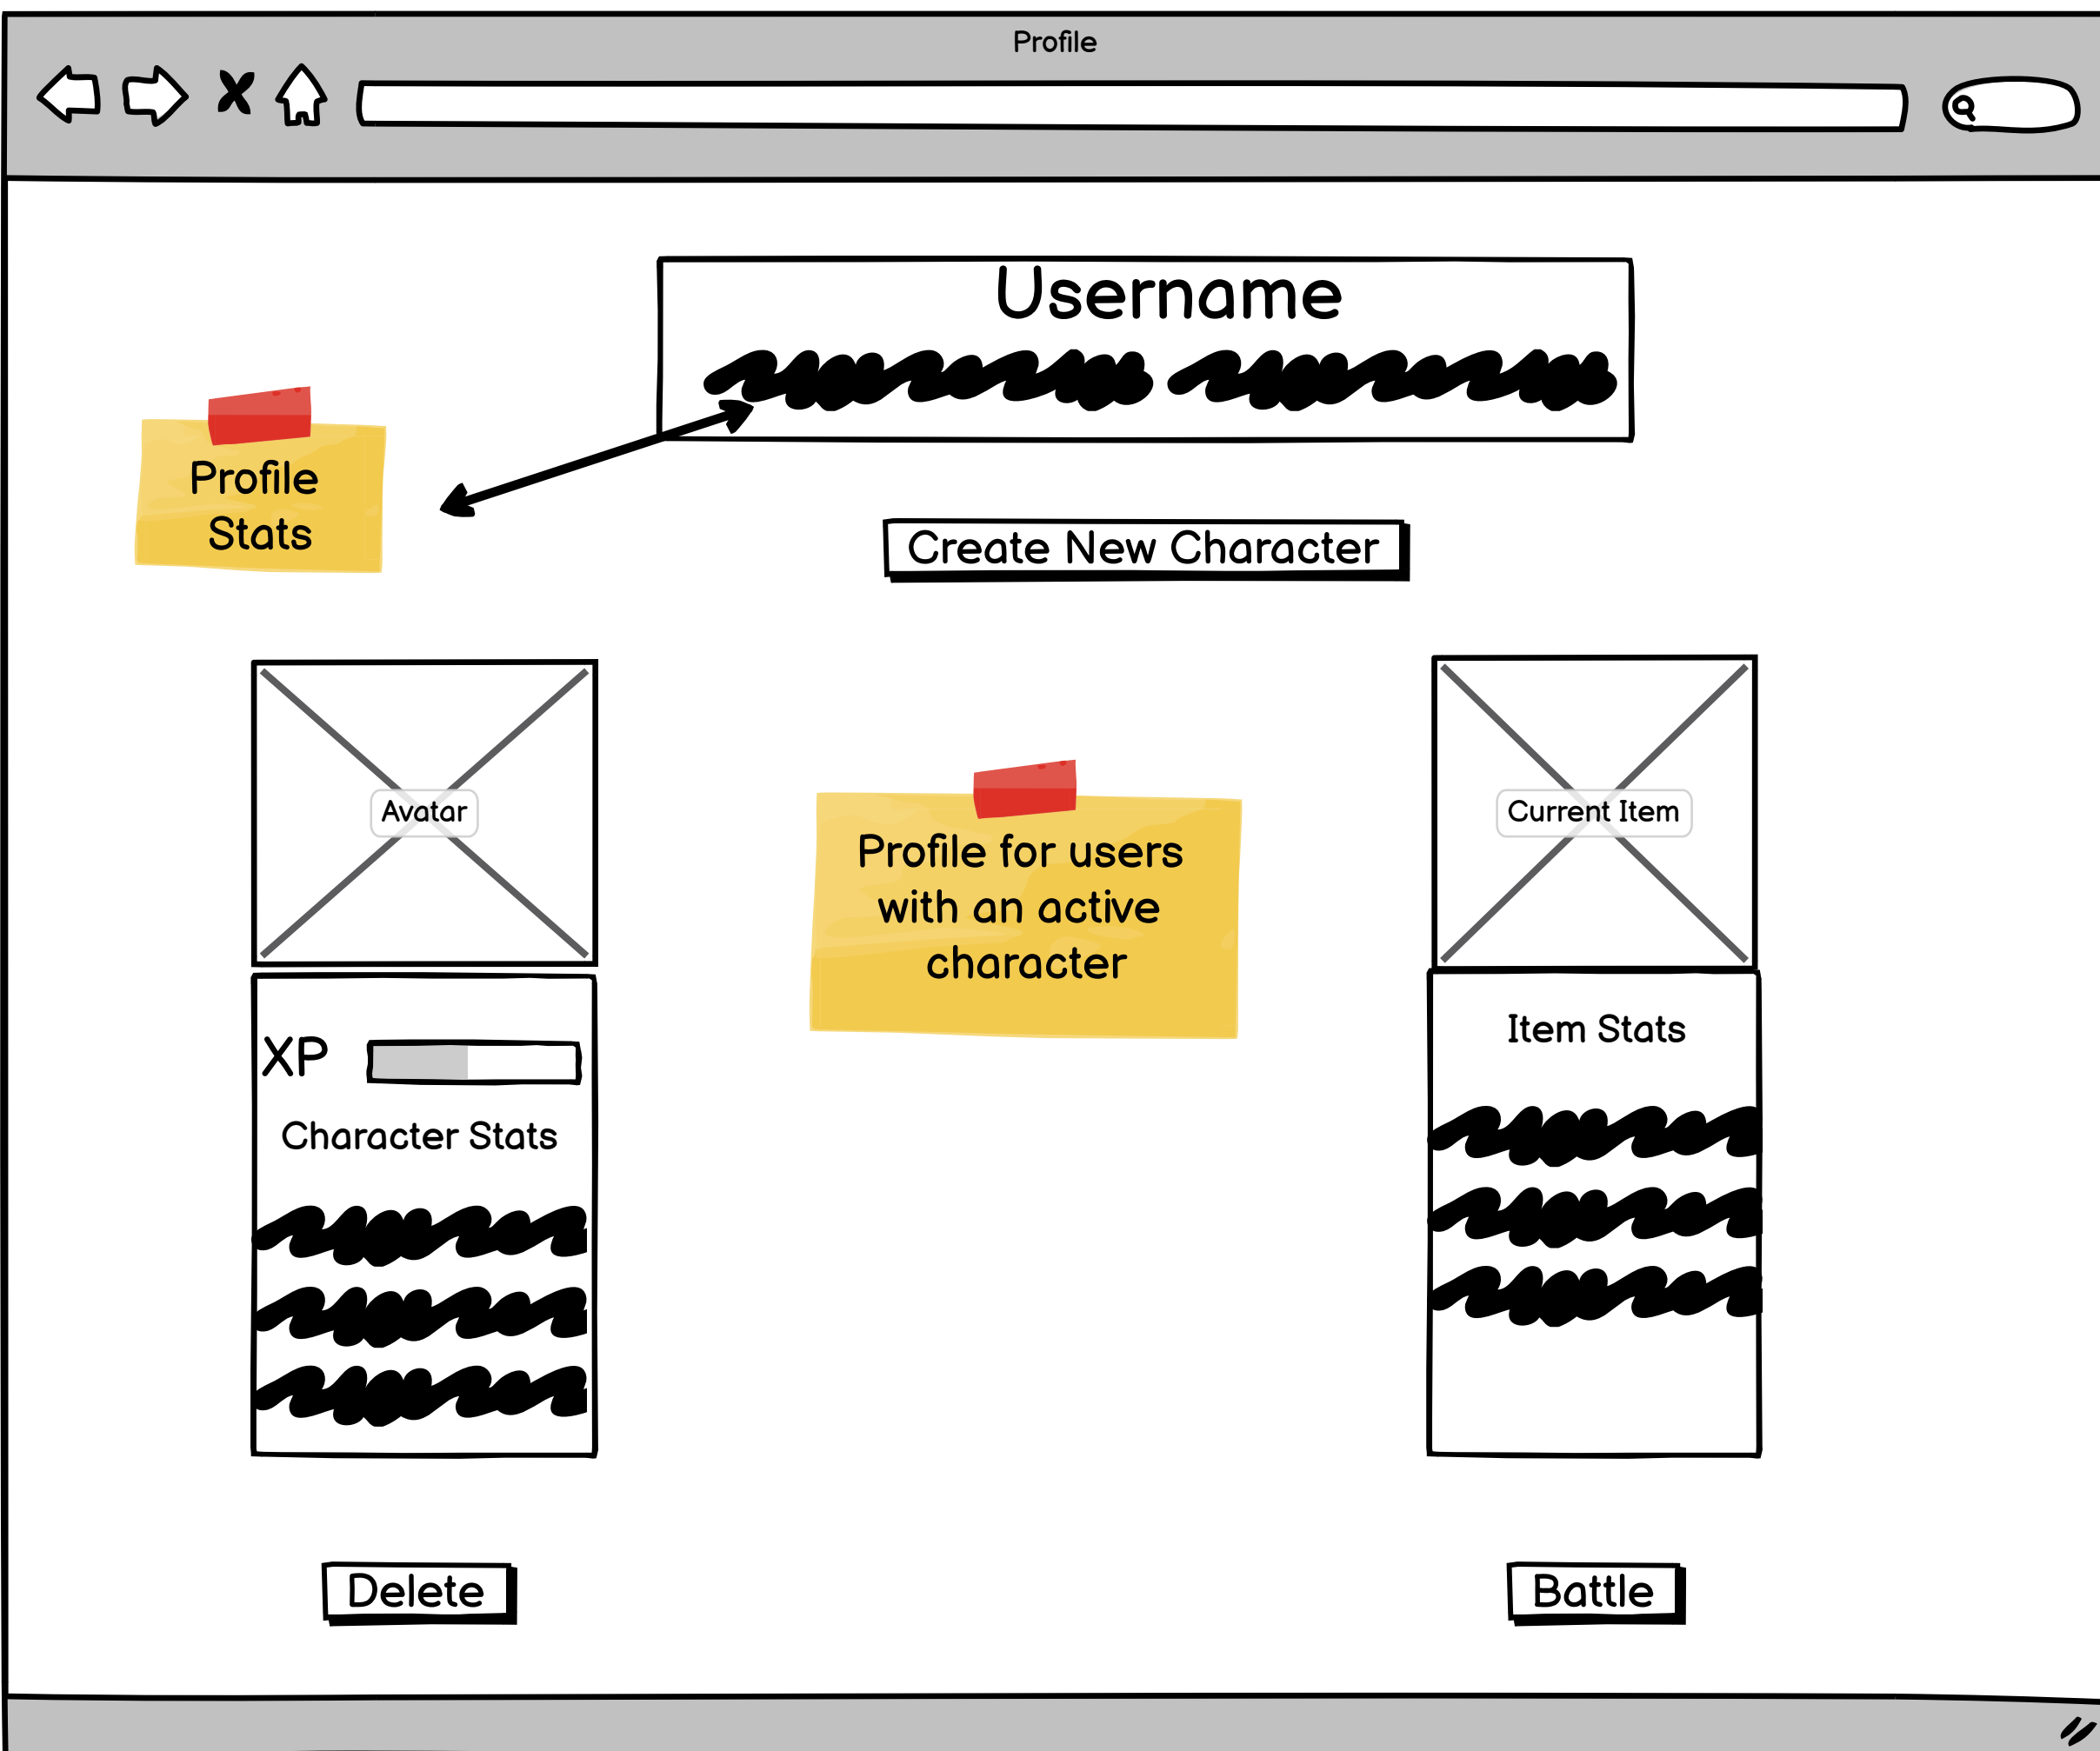 Profile
Username
Profile
Stats
Create New Character
Avatar
Current Item
Profile for users
with an active
character
XP
Item Stats
Character Stats
Delete
Battle